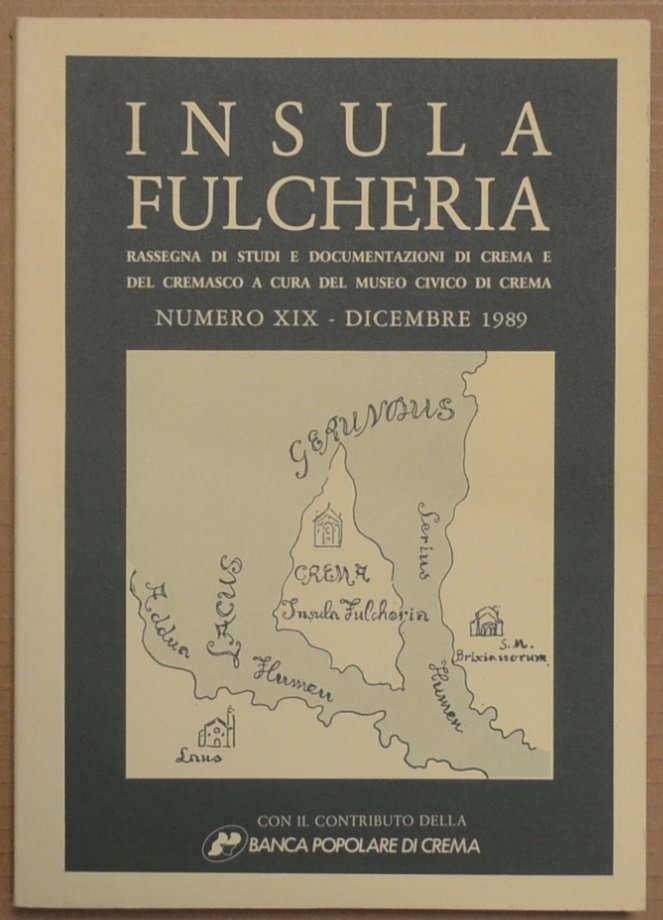 INSULA
FULCHERIA
RASSEGNA DI STUDI E DOCUMENTAZIONI DI CREMA E
DEL CREMASCO A CURA DEL MUSEO CIVICO DI CREMA
NUMERO XIX - DICEMBRE 1989
GERUNDUS
Serius
CREMA
Insula Fulcheria
LACUS
Addua
Flumen
S.M.
Brixianorum
Flumen
Laus
CON IL CONTRIBUTO DELLA
BANCA POPOLARE DI CREMA